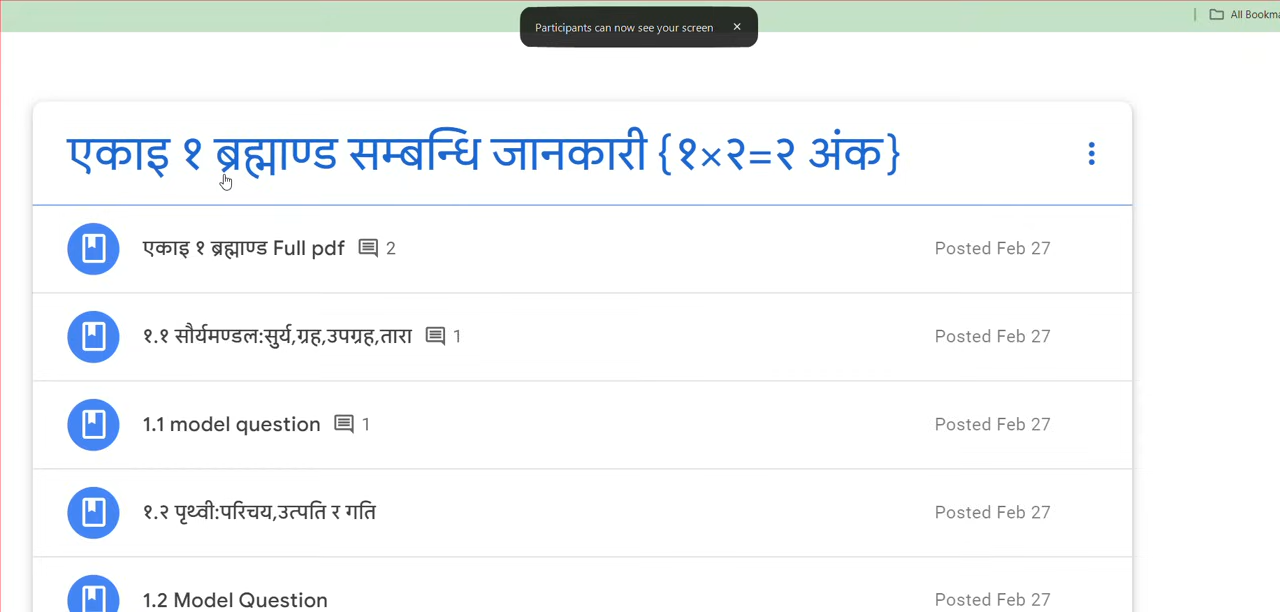 All Bookma
Participants can now see your screen
एकाइ १ ब्रह्माण्ड सम्बन्धि जानकारी {१×२=२ अंक}
एकाइ १ ब्रह्माण्ड Full pdf 2 Posted Feb 27
१.१ सौर्यमण्डल:सुर्य,ग्रह,उपग्रह,तारा 1 Posted Feb 27
1.1 model question 1 Posted Feb 27
१.२ पृथ्वी:परिचय,उत्पति र गति Posted Feb 27
1.2 Model Question Posted Feb 27